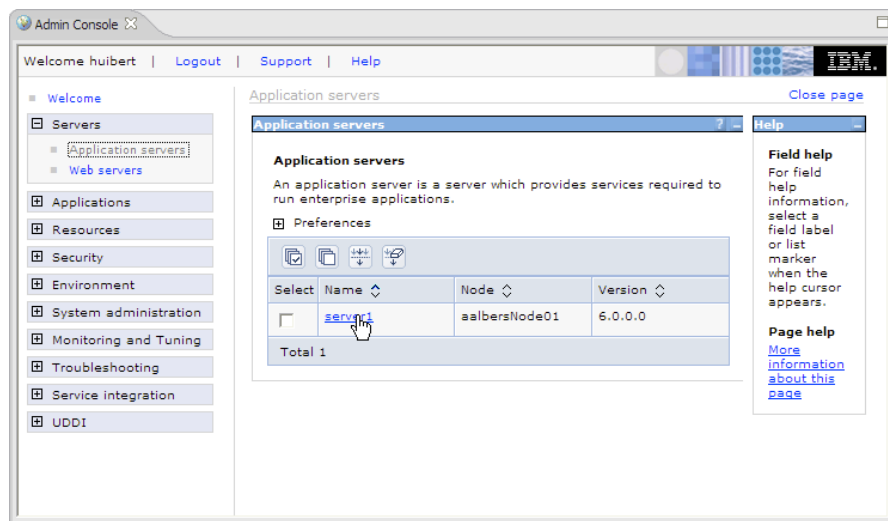 Admin Console
Welcome huibert | Logout | Support | Help
IBM.
Welcome
Servers
Application servers
Web servers
Applications
Resources
Security
Environment
System administration
Monitoring and Tuning
Troubleshooting
Service integration
UDDI
Application servers
Close page
Application servers ? –
Application servers
An application server is a server which provides services required to
run enterprise applications.
Preferences
Select Name Node Version
server1 aalbersNode01 6.0.0.0
Total 1
Help –
Field help
For field
help
information,
select a
field label
or list
marker
when the
help cursor
appears.
Page help
More
information
about this
page